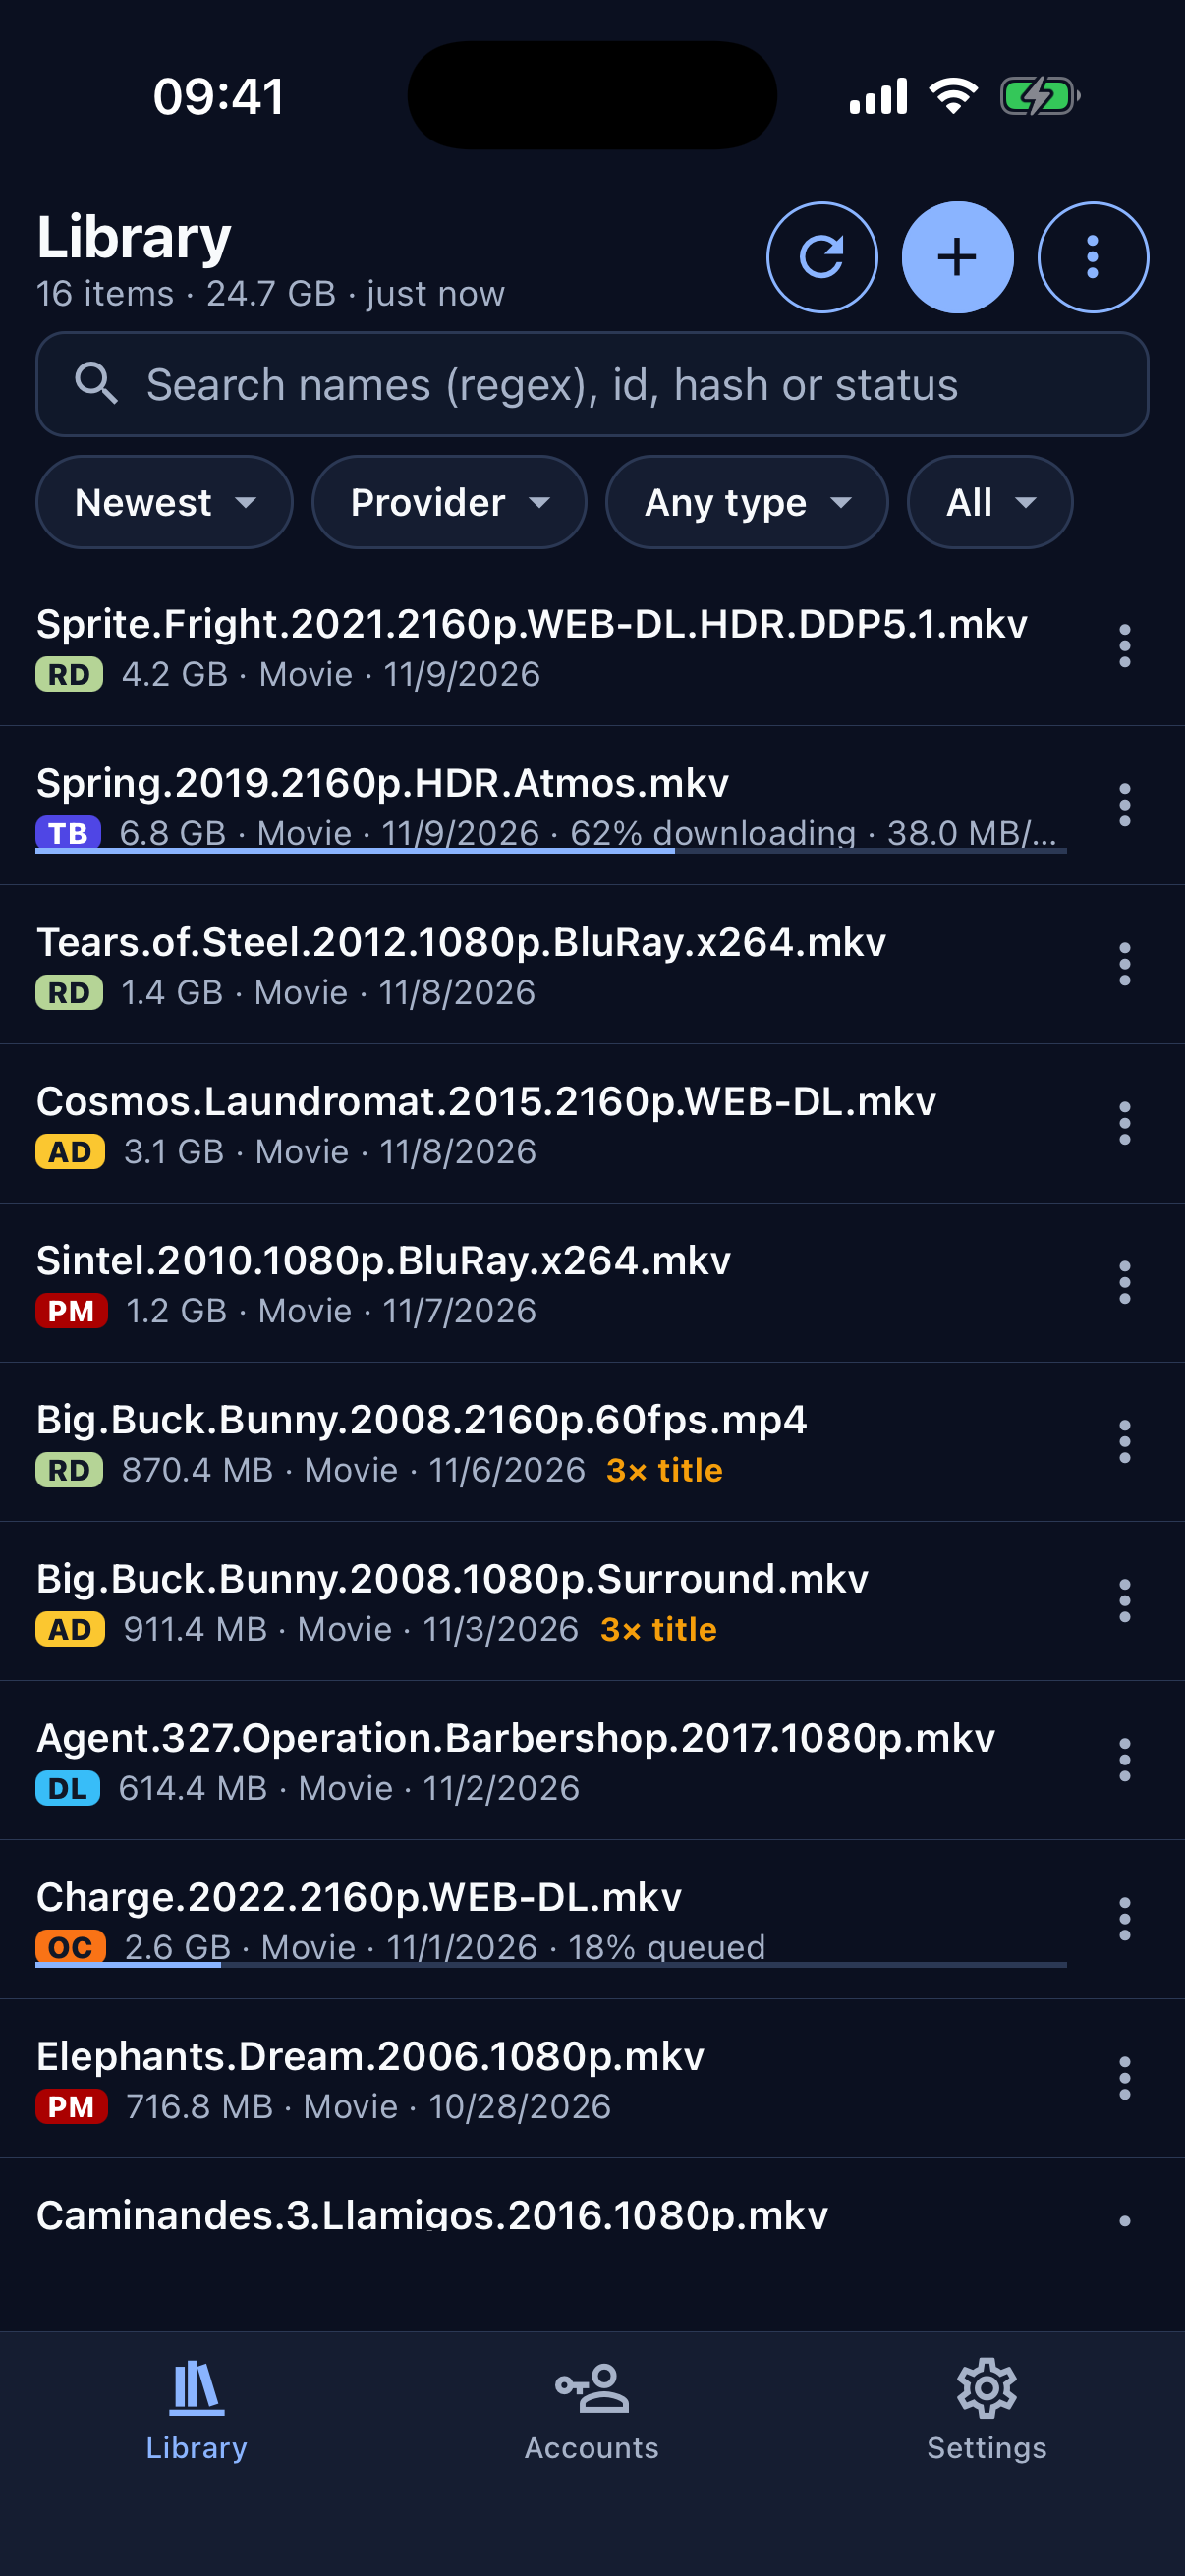 09:41
Library
16 items · 24.7 GB · just now
Search names (regex), id, hash or status
Newest
Provider
Any type
All
Sprite.Fright.2021.2160p.WEB-DL.HDR.DDP5.1.mkv
RD 4.2 GB · Movie · 11/9/2026
Spring.2019.2160p.HDR.Atmos.mkv
TB 6.8 GB · Movie · 11/9/2026 · 62% downloading · 38.0 MB/...
Tears.of.Steel.2012.1080p.BluRay.x264.mkv
RD 1.4 GB · Movie · 11/8/2026
Cosmos.Laundromat.2015.2160p.WEB-DL.mkv
AD 3.1 GB · Movie · 11/8/2026
Sintel.2010.1080p.BluRay.x264.mkv
PM 1.2 GB · Movie · 11/7/2026
Big.Buck.Bunny.2008.2160p.60fps.mp4
RD 870.4 MB · Movie · 11/6/2026 3× title
Big.Buck.Bunny.2008.1080p.Surround.mkv
AD 911.4 MB · Movie · 11/3/2026 3× title
Agent.327.Operation.Barbershop.2017.1080p.mkv
DL 614.4 MB · Movie · 11/2/2026
Charge.2022.2160p.WEB-DL.mkv
OC 2.6 GB · Movie · 11/1/2026 · 18% queued
Elephants.Dream.2006.1080p.mkv
PM 716.8 MB · Movie · 10/28/2026
Caminandes.3.Llamigos.2016.1080p.mkv
Library
Accounts
Settings